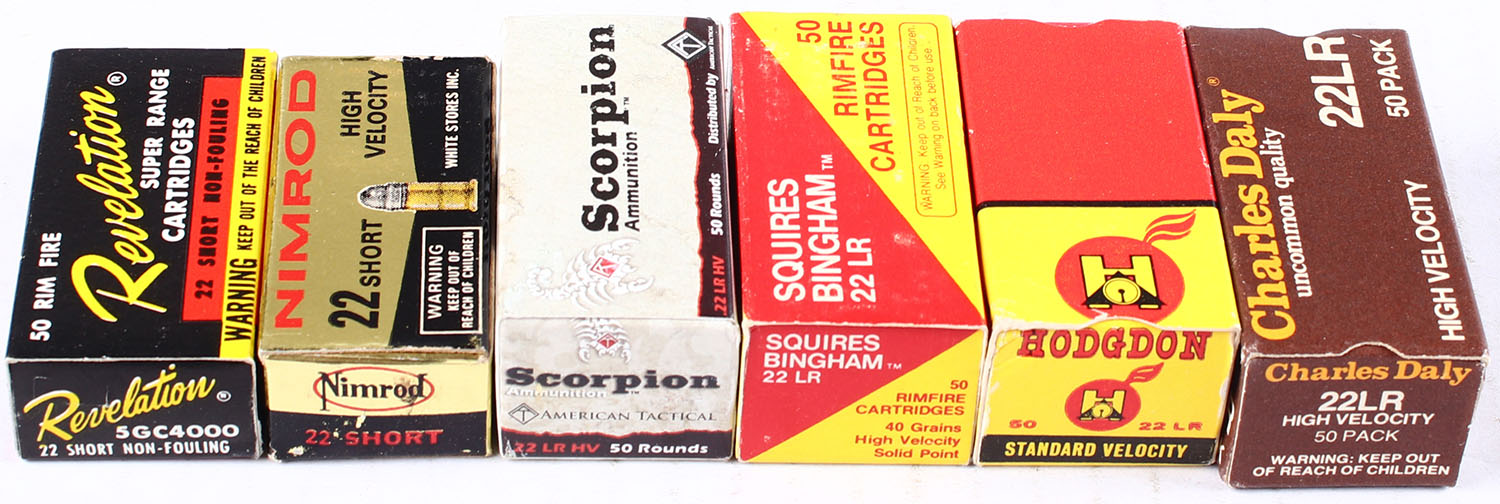 50 RIM FIRE
Revelation®
SUPER RANGE
CARTRIDGES
22 SHORT NON-FOULING
WARNING KEEP OUT OF THE REACH OF CHILDREN
Revelation®
5GC4000
22 SHORT NON-FOULING
NIMROD
HIGH
VELOCITY
22 SHORT
WHITE STORES INC.
WARNING
KEEP OUT OF
REACH OF CHILDREN
Nimrod
22 SHORT
Scorpion™
Ammunition
Distributed by AMERICAN TACTICAL
.22 LR HV 50 Rounds
Scorpion™
Ammunition
AMERICAN TACTICAL
.22 LR HV 50 Rounds
50
RIMFIRE
CARTRIDGES
WARNING: Keep out of Reach of Children
See Warning on back before use.
SQUIRES
BINGHAM™
22 LR
SQUIRES
BINGHAM™
22 LR
50
RIMFIRE
CARTRIDGES
40 Grains
High Velocity
Solid Point
H
HODGDON
H
50 22 LR
STANDARD VELOCITY
Charles Daly®
uncommon quality
22LR
50 PACK
HIGH VELOCITY
Charles Daly
22LR
HIGH VELOCITY
50 PACK
WARNING: KEEP OUT
OF REACH OF CHILDREN